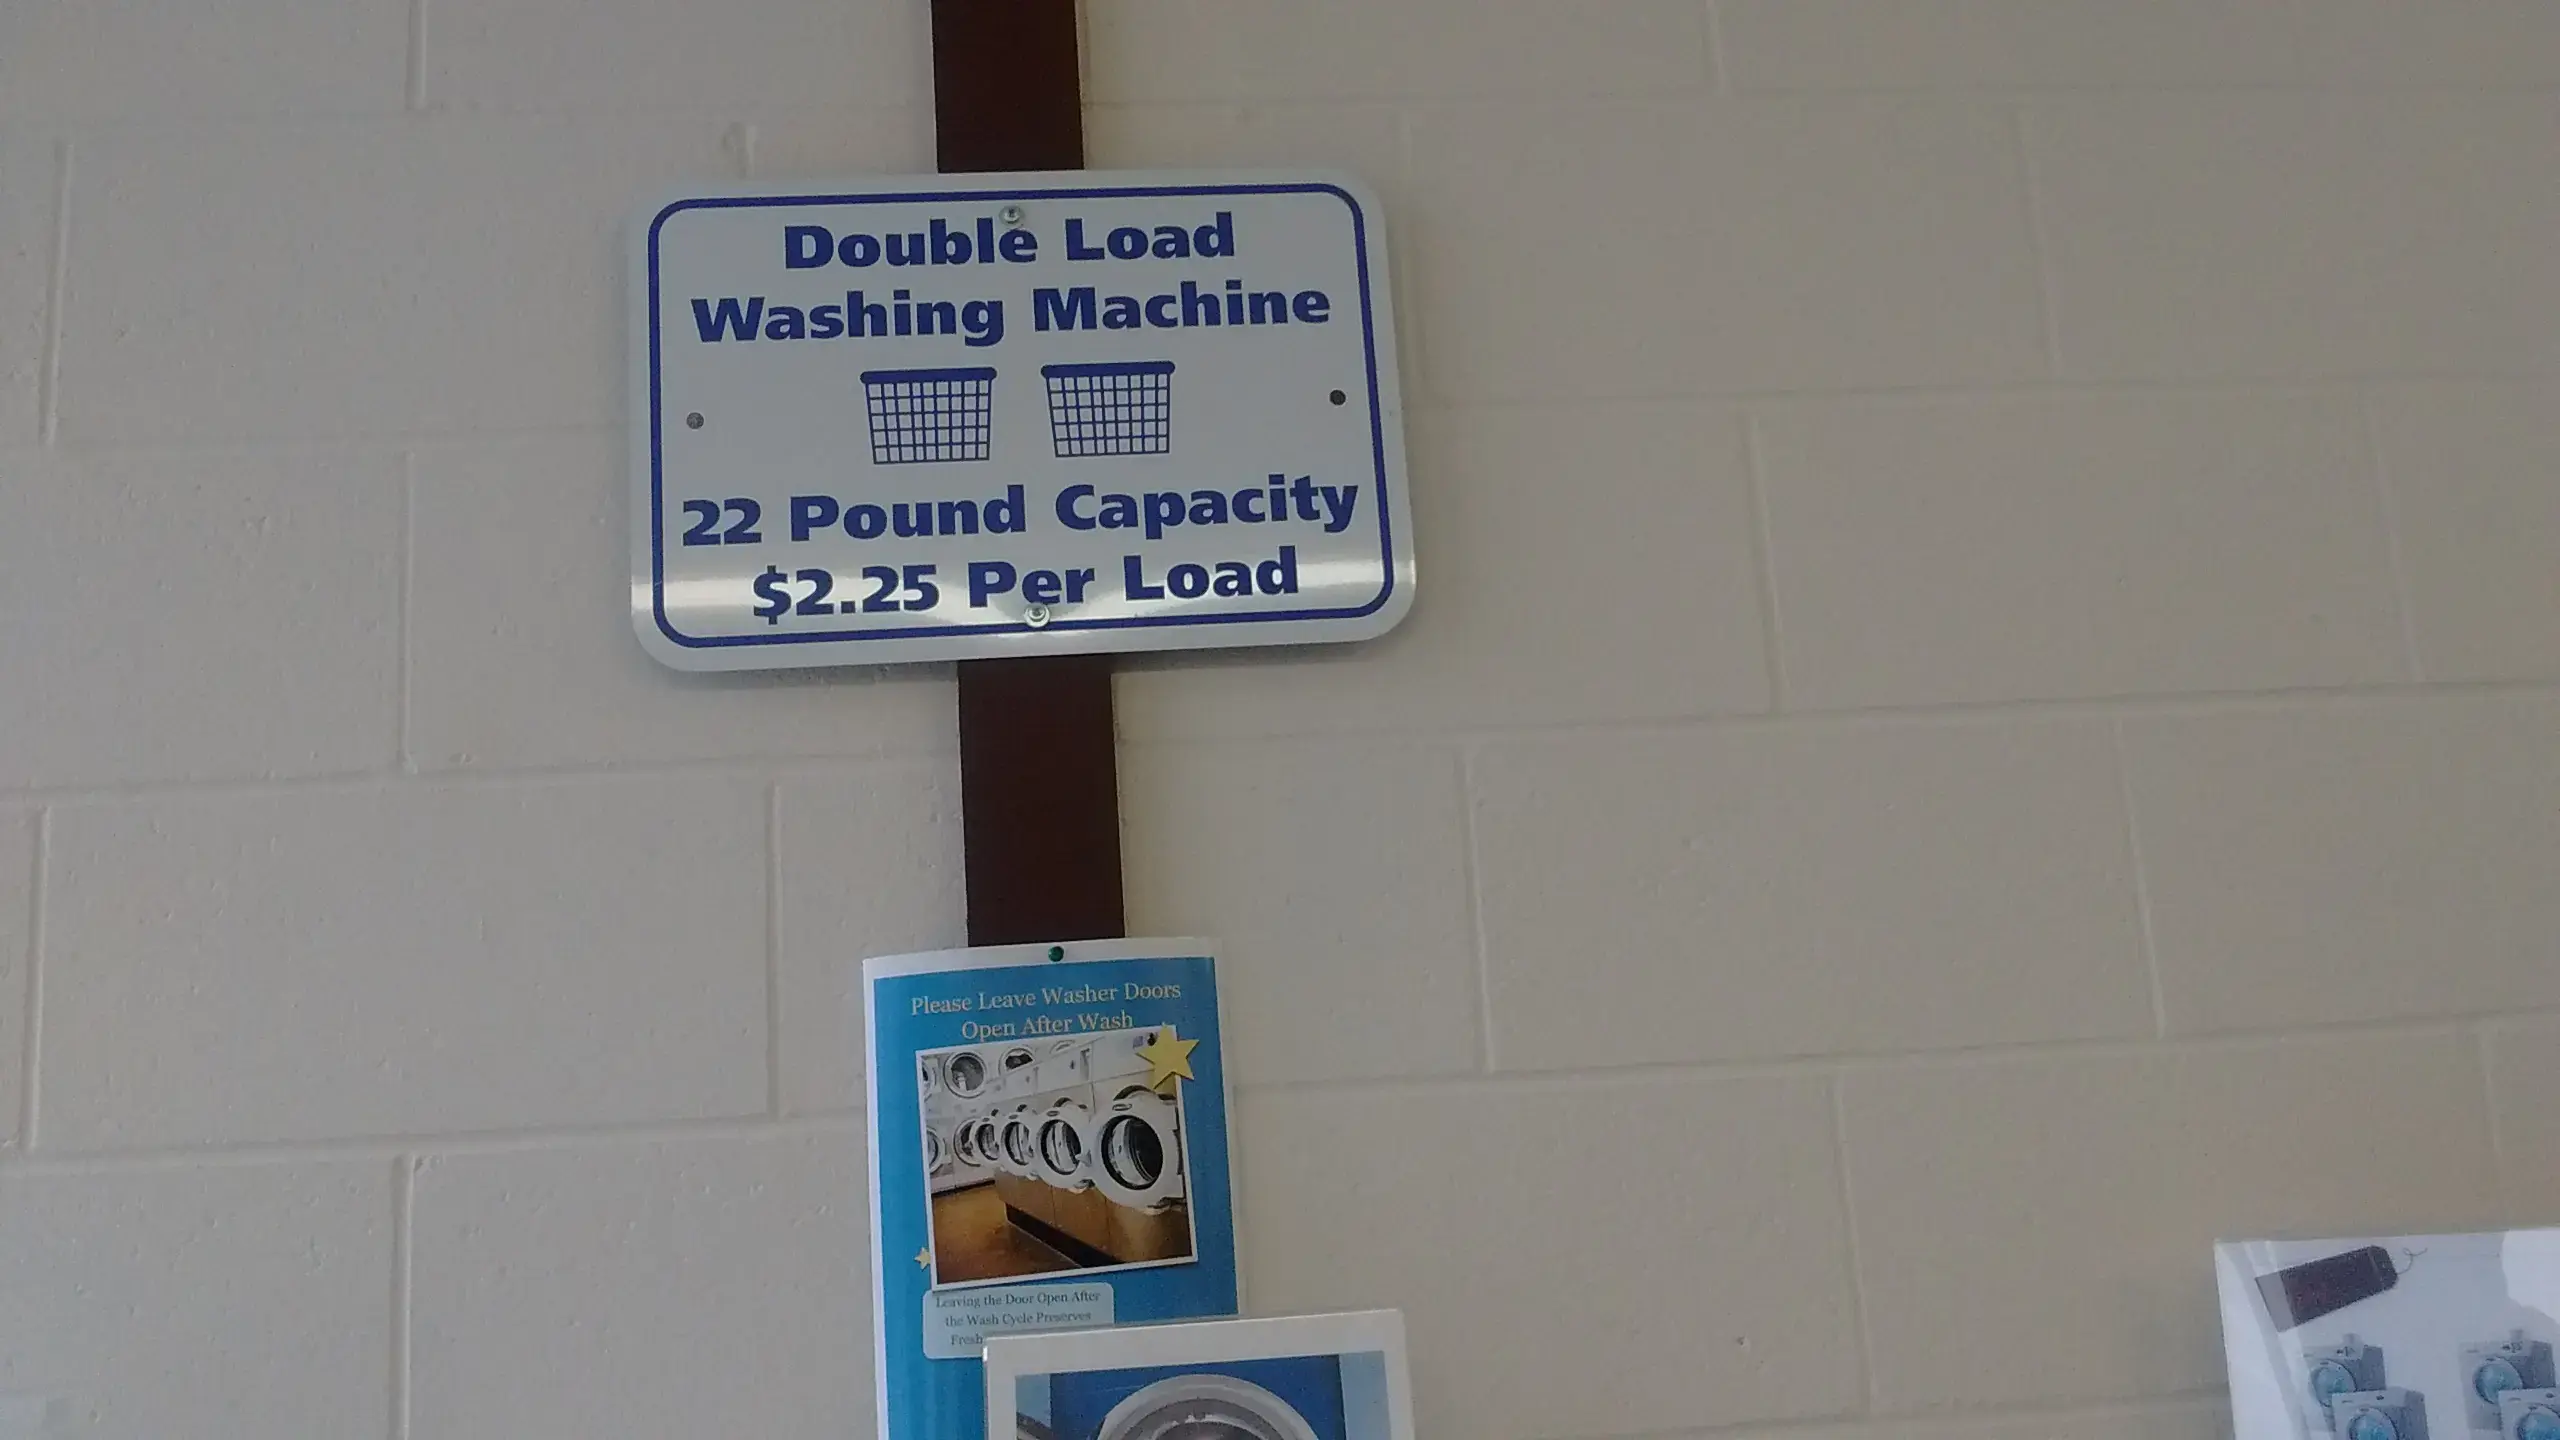 Double Load
Washing Machine
22 Pound Capacity
$2.25 Per Load
Please Leave Washer Doors
Open After Wash
Leaving the Door Open After
the Wash Cycle Preserves
Fresh